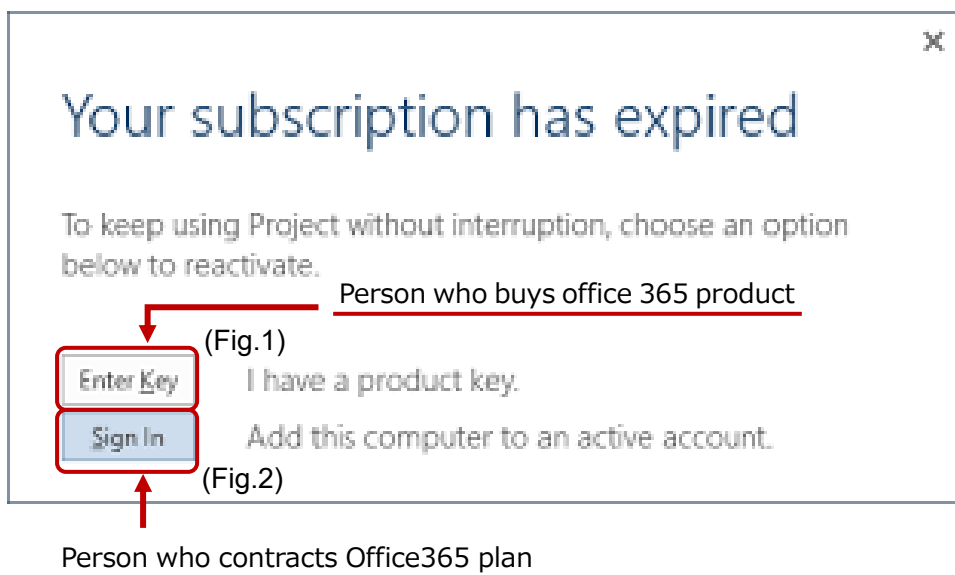 Your subscription has expired
To keep using Project without interruption, choose an option
below to reactivate.
Person who buys office 365 product
(Fig.1)
Enter Key I have a product key.
Sign In Add this computer to an active account.
(Fig.2)
Person who contracts Office365 plan